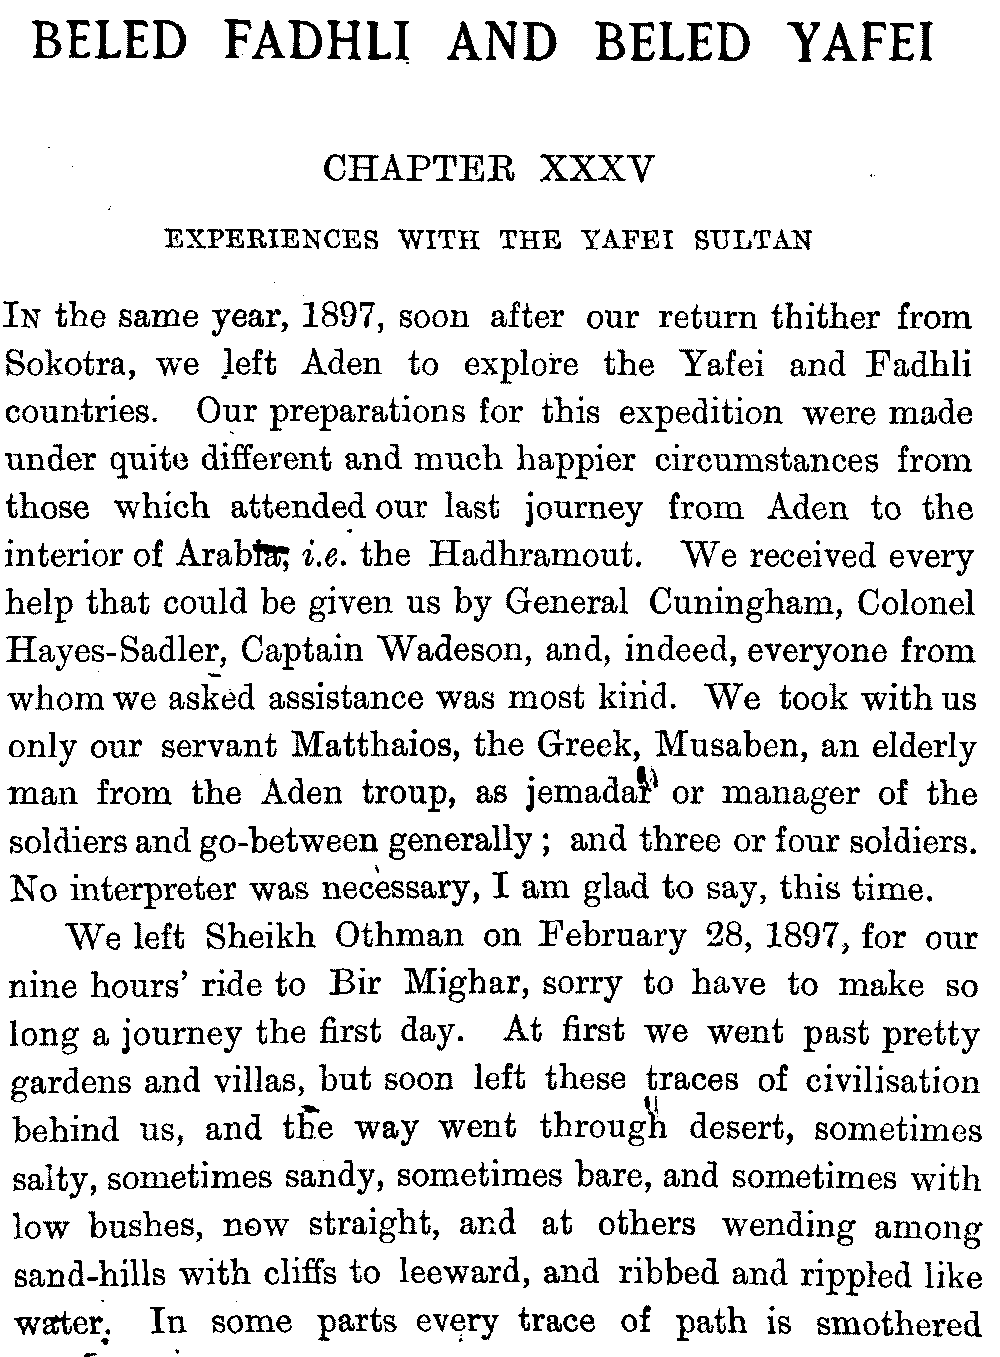 BELED FADHLI AND BELED YAFEI
CHAPTER XXXV
EXPERIENCES WITH THE YAFEI SULTAN
IN the same year, 1897, soon after our return thither from
Sokotra, we left Aden to explore the Yafei and Fadhli
countries. Our preparations for this expedition were made
under quite different and much happier circumstances from
those which attended our last journey from Aden to the
interior of Arabia, i.e. the Hadhramout. We received every
help that could be given us by General Cuningham, Colonel
Hayes-Sadler, Captain Wadeson, and, indeed, everyone from
whom we asked assistance was most kind. We took with us
only our servant Matthaios, the Greek, Musaben, an elderly
man from the Aden troup, as jemadar or manager of the
soldiers and go-between generally; and three or four soldiers.
No interpreter was necessary, I am glad to say, this time.
We left Sheikh Othman on February 28, 1897, for our
nine hours' ride to Bir Mighar, sorry to have to make so
long a journey the first day. At first we went past pretty
gardens and villas, but soon left these traces of civilisation
behind us, and the way went through desert, sometimes
salty, sometimes sandy, sometimes bare, and sometimes with
low bushes, now straight, and at others wending among
sand-hills with cliffs to leeward, and ribbed and rippled like
water. In some parts every trace of path is smothered